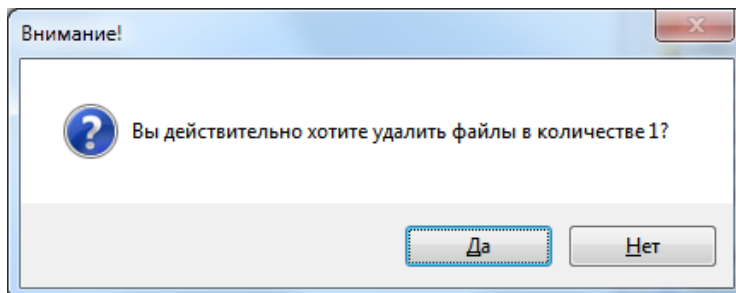 Внимание!
Вы действительно хотите удалить файлы в количестве 1?
Да
Нет